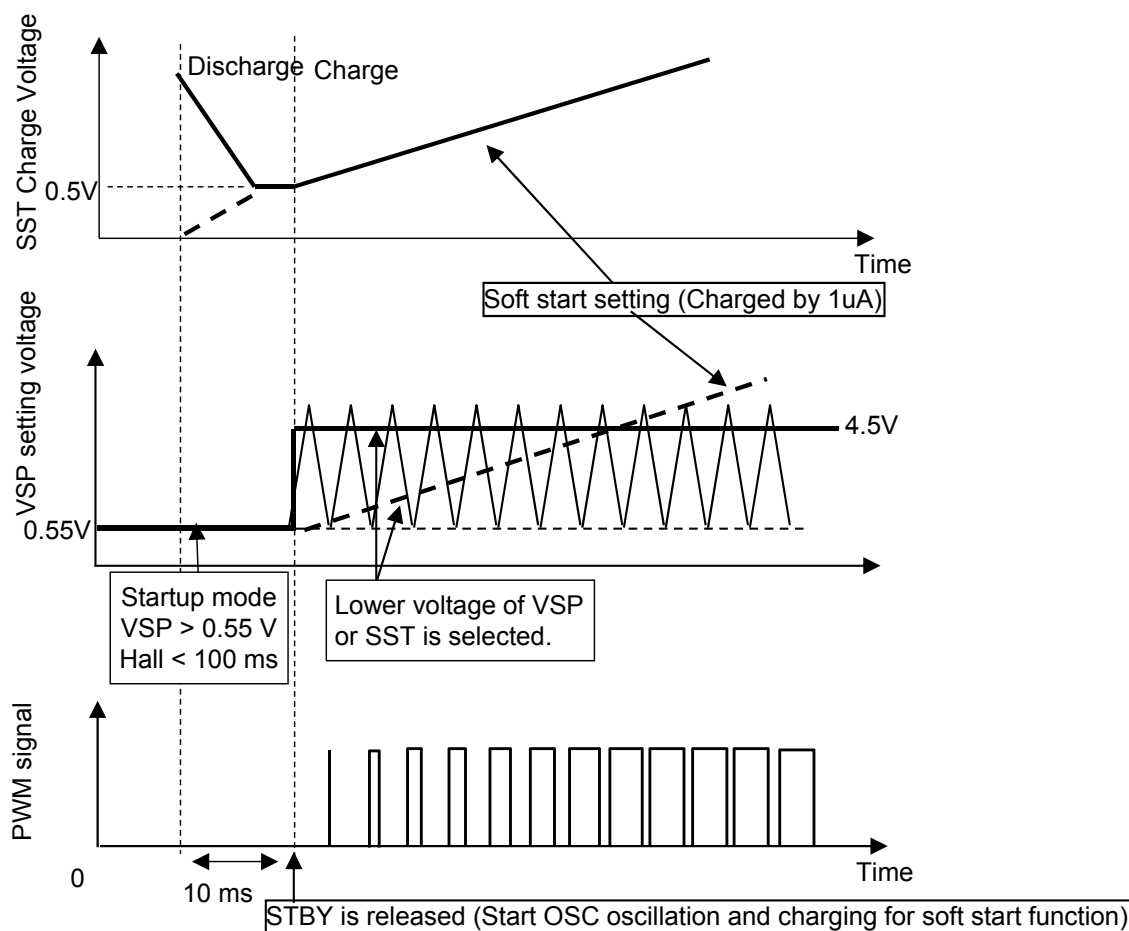 SST Charge Voltage
Discharge Charge
0.5V
Time
Soft start setting (Charged by 1uA)
VSP setting voltage
4.5V
0.55V
Startup mode
VSP > 0.55 V
Hall < 100 ms
Lower voltage of VSP
or SST is selected.
PWM signal
0
10 ms
Time
STBY is released (Start OSC oscillation and charging for soft start function)